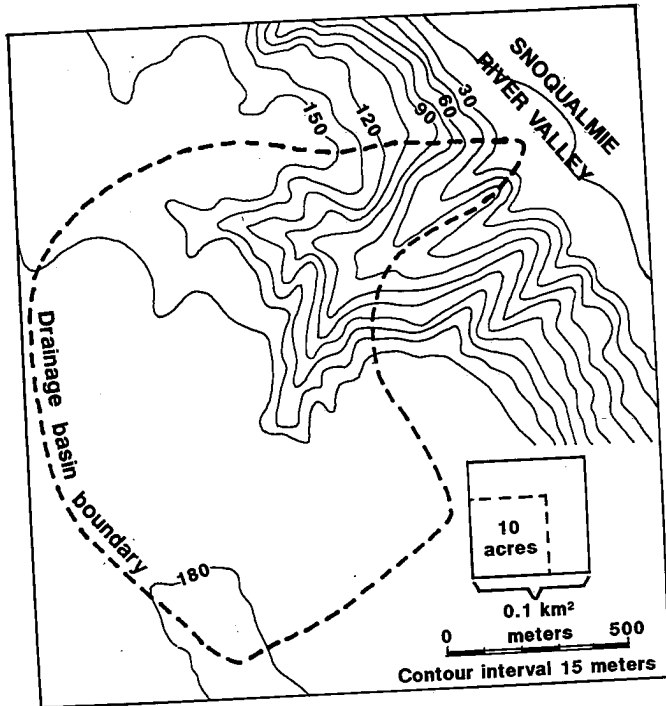 SNOQUALMIE
RIVER VALLEY
30
60
90
120
150
Drainage basin boundary
180
10
acres
0.1 km²
meters
0 500
Contour interval 15 meters